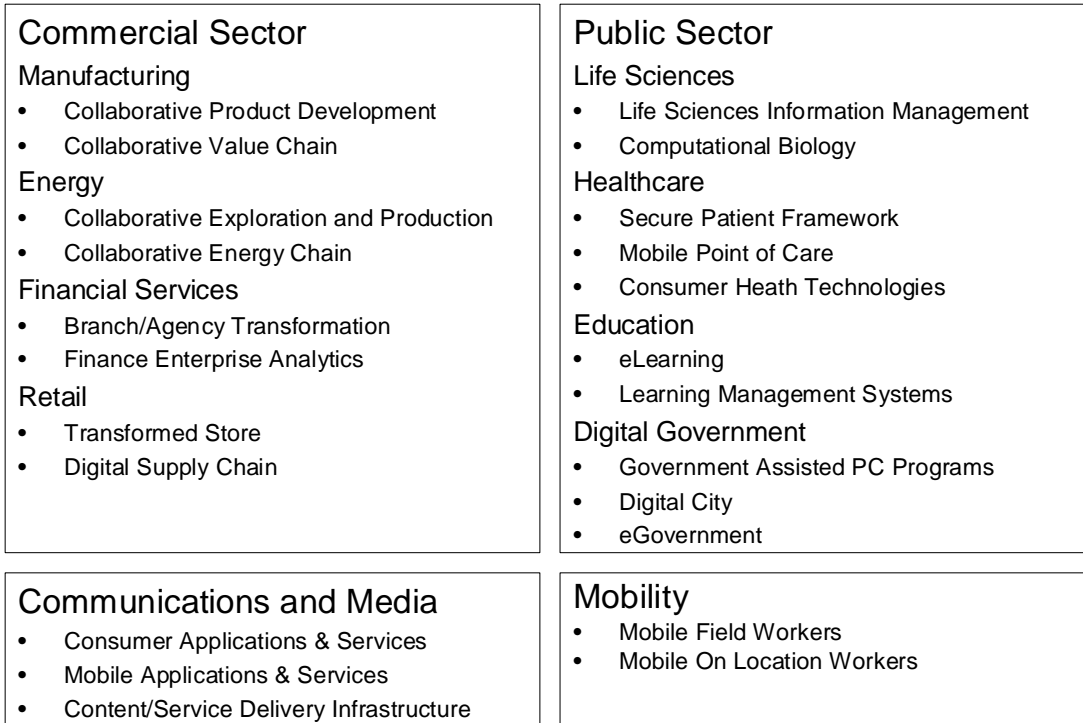 Commercial Sector
Manufacturing
• Collaborative Product Development
• Collaborative Value Chain
Energy
• Collaborative Exploration and Production
• Collaborative Energy Chain
Financial Services
• Branch/Agency Transformation
• Finance Enterprise Analytics
Retail
• Transformed Store
• Digital Supply Chain
Public Sector
Life Sciences
• Life Sciences Information Management
• Computational Biology
Healthcare
• Secure Patient Framework
• Mobile Point of Care
• Consumer Heath Technologies
Education
• eLearning
• Learning Management Systems
Digital Government
• Government Assisted PC Programs
• Digital City
• eGovernment
Communications and Media
• Consumer Applications & Services
• Mobile Applications & Services
• Content/Service Delivery Infrastructure
Mobility
• Mobile Field Workers
• Mobile On Location Workers